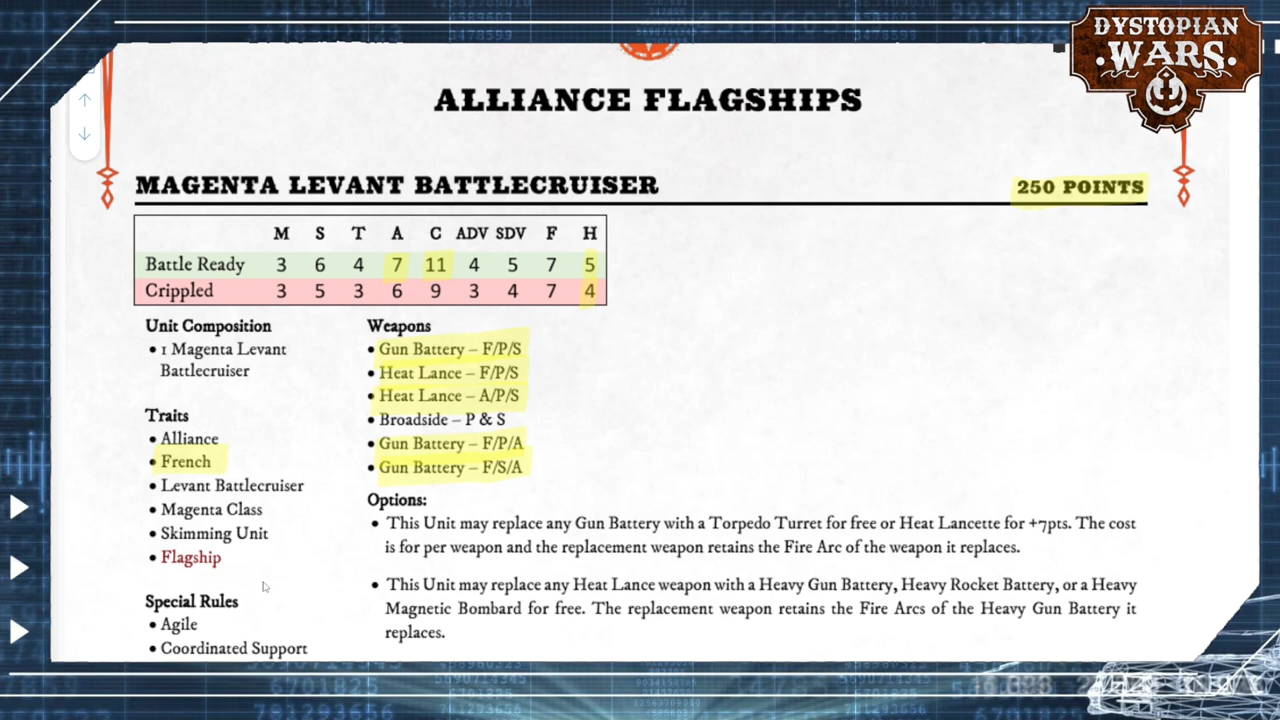 DYSTOPIAN
WARS
ALLIANCE FLAGSHIPS
MAGENTA LEVANT BATTLECRUISER 250 POINTS
M S T A C ADV SDV F H
Battle Ready 3 6 4 7 11 4 5 7 5
Crippled 3 5 3 6 9 3 4 7 4
Unit Composition
• 1 Magenta Levant
Battlecruiser
Traits
• Alliance
• French
• Levant Battlecruiser
• Magenta Class
• Skimming Unit
• Flagship
Special Rules
• Agile
• Coordinated Support
Weapons
• Gun Battery – F/P/S
• Heat Lance – F/P/S
• Heat Lance – A/P/S
• Broadside – P & S
• Gun Battery – F/P/A
• Gun Battery – F/S/A
Options:
• This Unit may replace any Gun Battery with a Torpedo Turret for free or Heat Lancette for +7pts. The cost
is for per weapon and the replacement weapon retains the Fire Arc of the weapon it replaces.
• This Unit may replace any Heat Lance weapon with a Heavy Gun Battery, Heavy Rocket Battery, or a Heavy
Magnetic Bombard for free. The replacement weapon retains the Fire Arcs of the Heavy Gun Battery it
replaces.
6701825
791293656